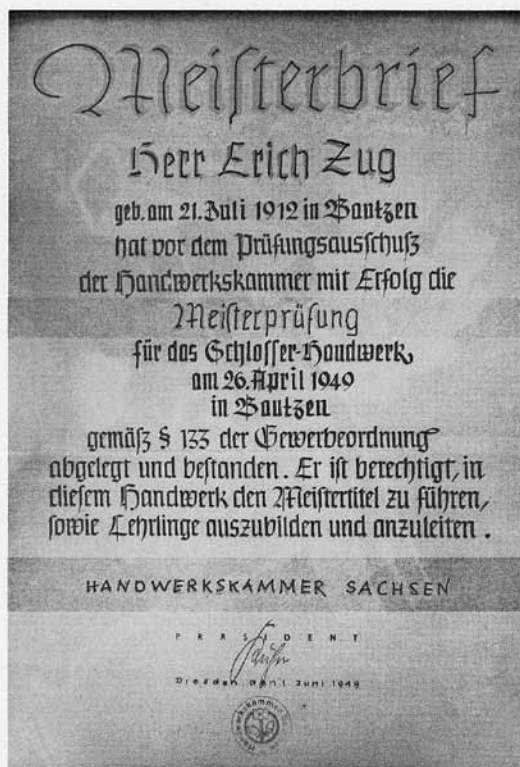 Meisterbrief
Herr Erich Zug
geb. am 21. Juli 1912 in Bautzen
hat vor dem Prüfungsausschuß
der Handwerkskammer mit Erfolg die
Meisterprüfung
für das Schlosser-Handwerk
am 26. April 1949
in Bautzen
gemäß § 133 der Gewerbeordnung
abgelegt und bestanden. Er ist berechtigt, in
diesem Handwerk den Meistertitel zu führen,
sowie Lehrlinge auszubilden und anzuleiten.
HANDWERKSKAMMER SACHSEN
PRÄSIDENT
Dresden, den 1. Juni 1949
Handwerkskammer